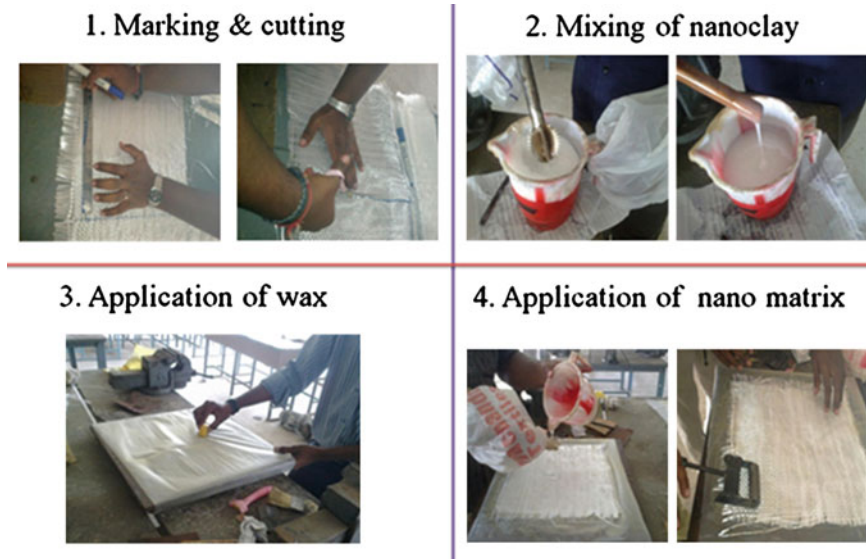 1. Marking & cutting
2. Mixing of nanoclay
3. Application of wax
4. Application of nano matrix